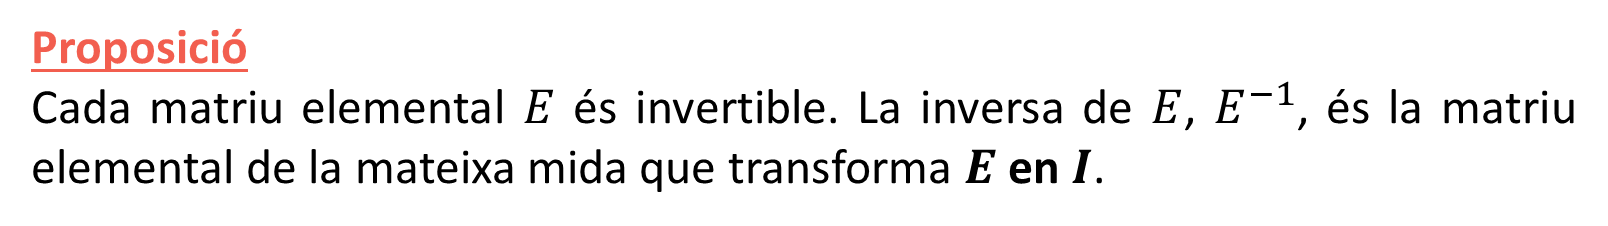 Proposició
Cada matriu elemental E és invertible. La inversa de E, E⁻¹, és la matriu
elemental de la mateixa mida que transforma E en I.